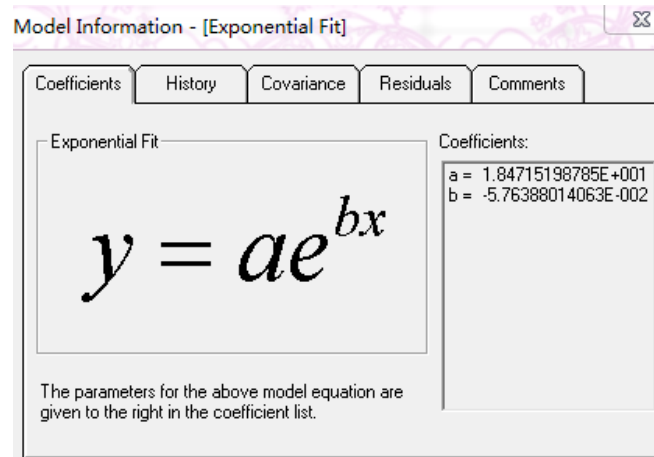 Model Information - [Exponential Fit]
Coefficients History Covariance Residuals Comments
Exponential Fit
y = ae^{bx}
Coefficients:
a = 1.84715198785E+001
b = -5.76388014063E-002
The parameters for the above model equation are
given to the right in the coefficient list.